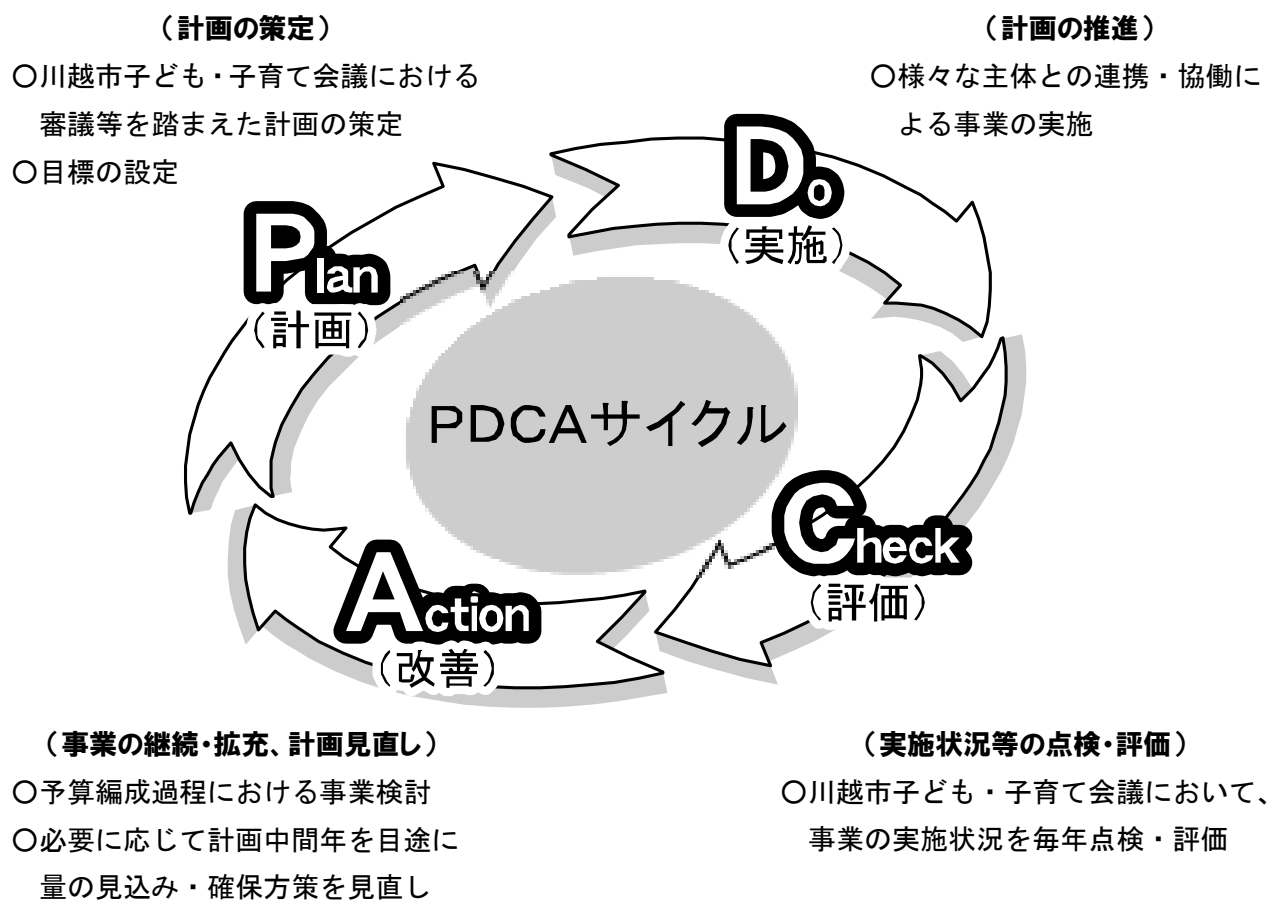 （計画の策定）
○川越市子ども・子育て会議における
審議等を踏まえた計画の策定
○目標の設定
（計画の推進）
○様々な主体との連携・協働に
よる事業の実施
Plan
（計画）
Do
（実施）
PDCAサイクル
Check
（評価）
Action
（改善）
（事業の継続・拡充、計画見直し）
○予算編成過程における事業検討
○必要に応じて計画中間年を目途に
量の見込み・確保方策を見直し
（実施状況等の点検・評価）
○川越市子ども・子育て会議において、
事業の実施状況を毎年点検・評価